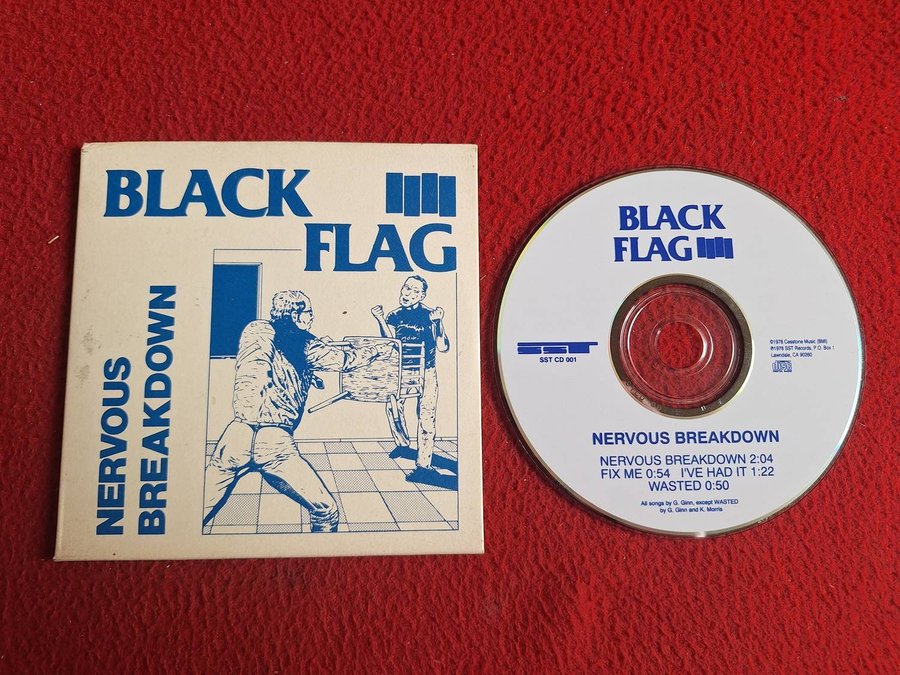 BLACK
FLAG
NERVOUS
BREAKDOWN
BLACK
FLAG
SST
SST CD 001
©1978 Cesstone Music (BMI)
℗1978 SST Records, P.O. Box 1
Lawndale, CA 90260
NERVOUS BREAKDOWN
NERVOUS BREAKDOWN 2:04
FIX ME 0:54 I'VE HAD IT 1:22
WASTED 0:50
All songs by G. Ginn, except WASTED
by G. Ginn and K. Morris